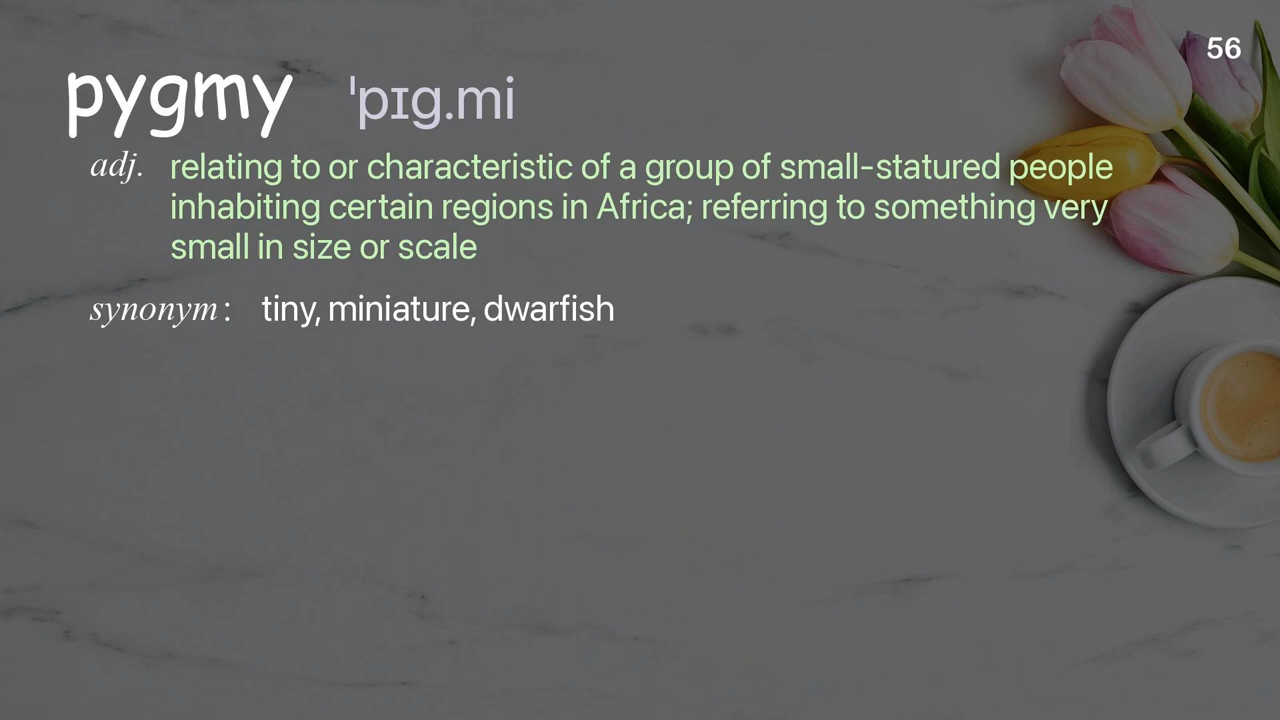 56
pygmy ˈpɪg.mi
adj. relating to or characteristic of a group of small-statured people
inhabiting certain regions in Africa; referring to something very
small in size or scale
synonym: tiny, miniature, dwarfish